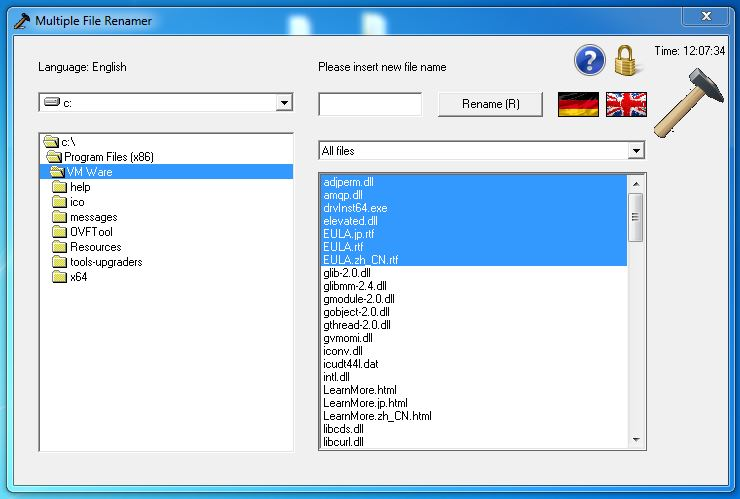 Multiple File Renamer
X
Language: English
Please insert new file name
?
Time: 12:07:34
c:
Rename (R)
All files
c:\
Program Files (x86)
VM Ware
help
ico
messages
OVFTool
Resources
tools-upgraders
x64
adjperm.dll
amqp.dll
drvInst64.exe
elevated.dll
EULA.jp.rtf
EULA.rtf
EULA.zh_CN.rtf
glib-2.0.dll
glibmm-2.4.dll
gmodule-2.0.dll
gobject-2.0.dll
gthread-2.0.dll
gvmomi.dll
iconv.dll
icudt44l.dat
intl.dll
LearnMore.html
LearnMore.jp.html
LearnMore.zh_CN.html
libcds.dll
libcurl.dll